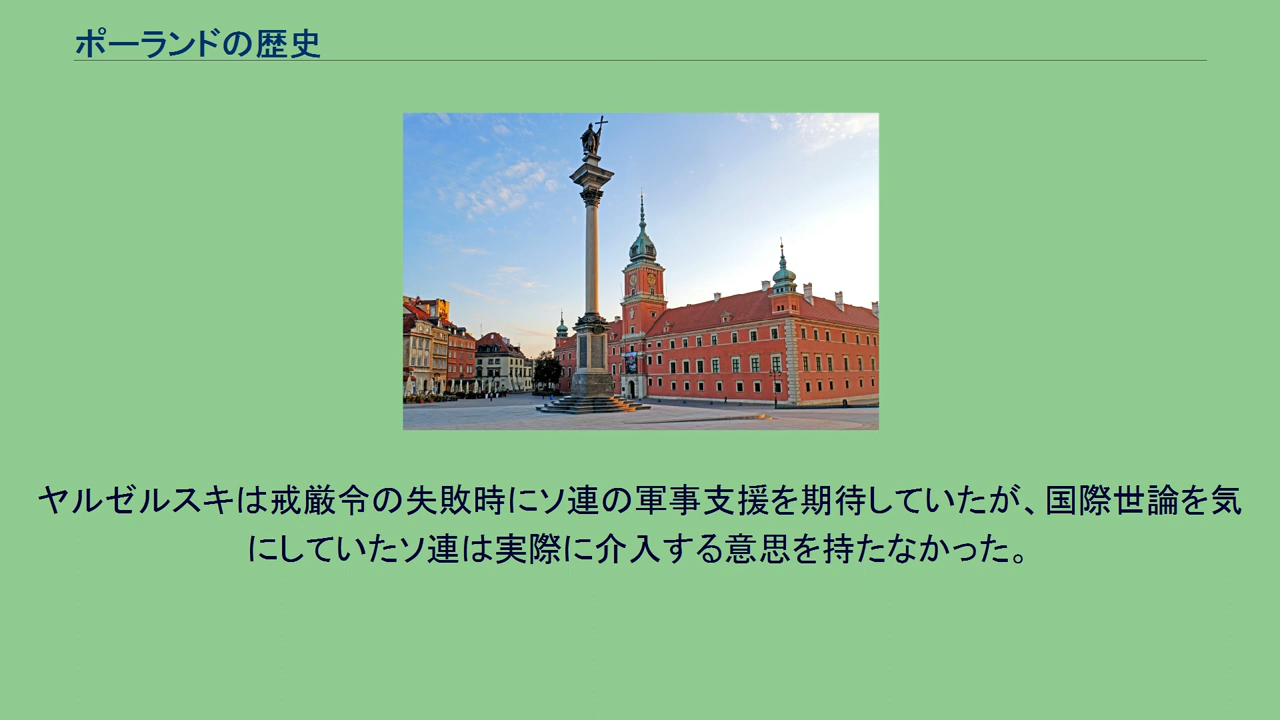 ポーランドの歴史
ヤルゼルスキは戒厳令の失敗時にソ連の軍事支援を期待していたが、国際世論を気
にしていたソ連は実際に介入する意思を持たなかった。